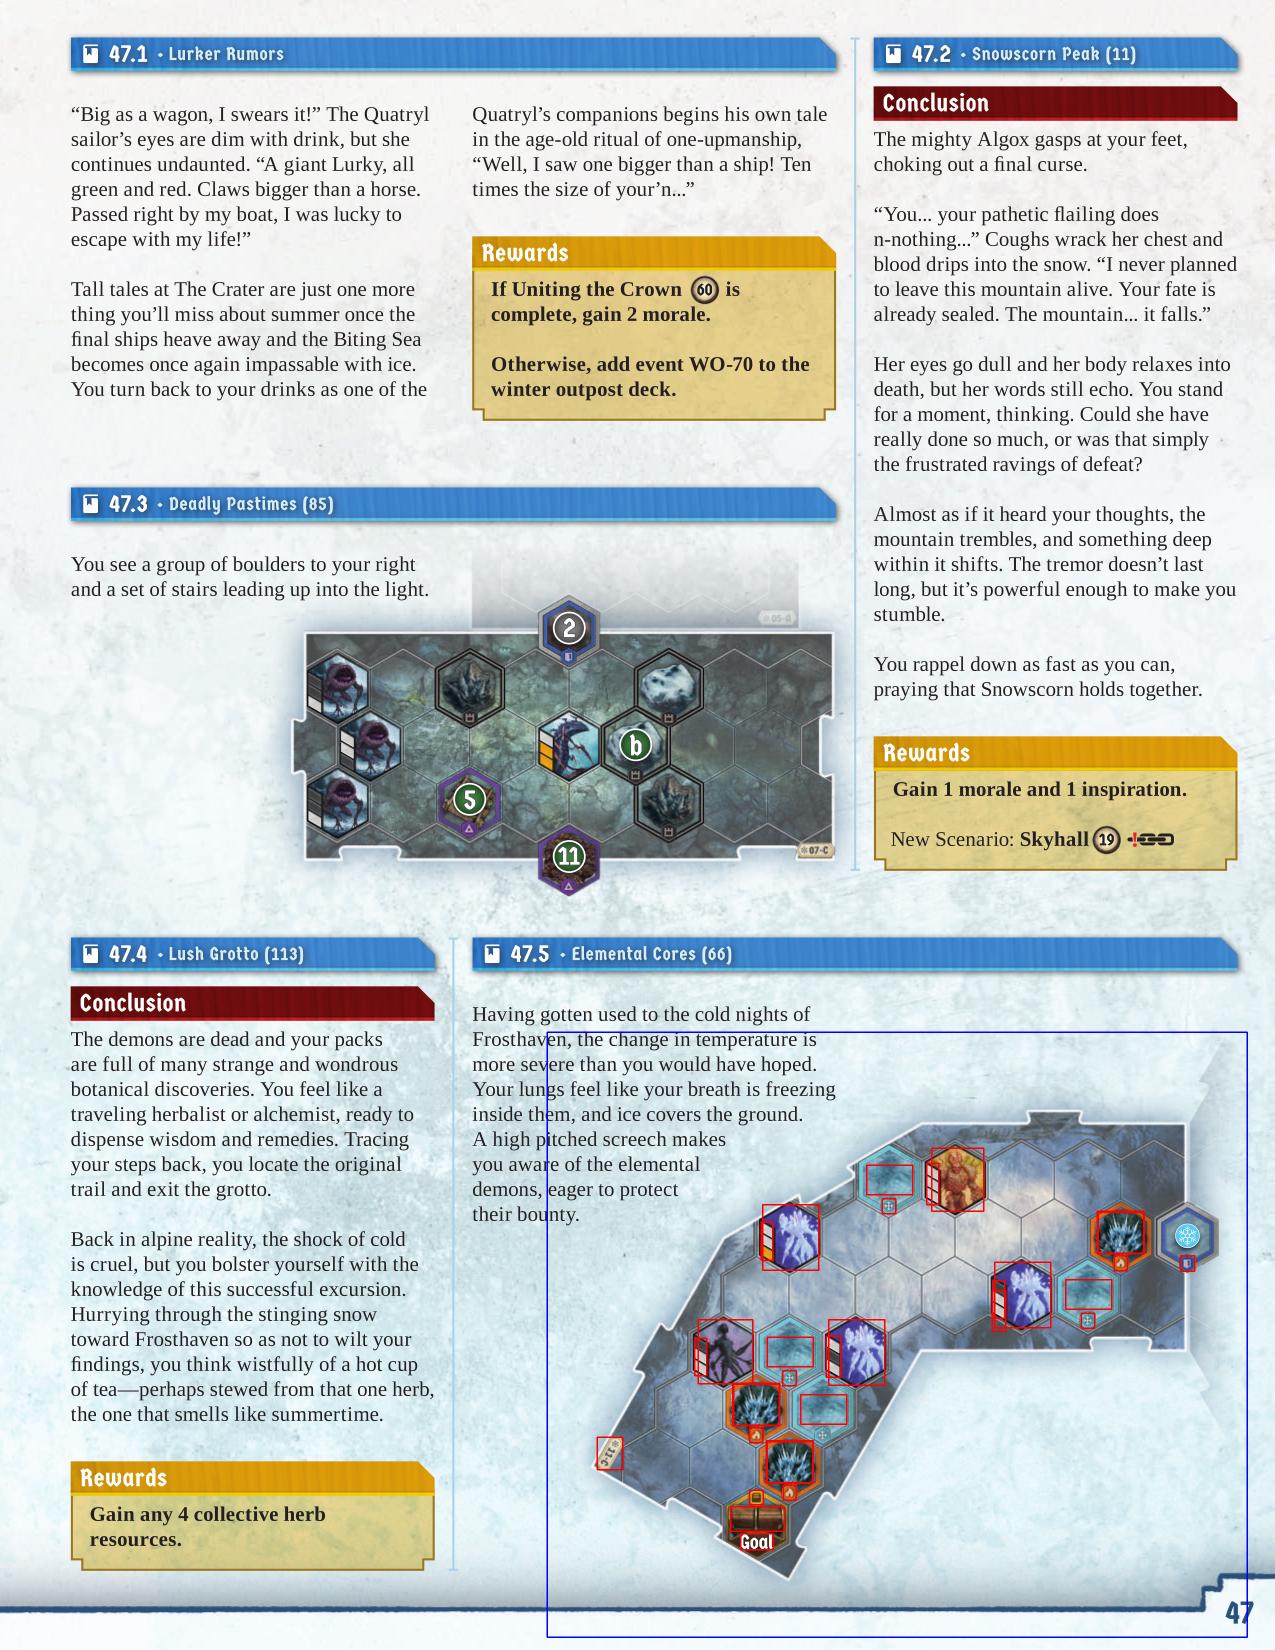 47.1 • Lurker Rumors
“Big as a wagon, I swears it!” The Quatryl
sailor’s eyes are dim with drink, but she
continues undaunted. “A giant Lurky, all
green and red. Claws bigger than a horse.
Passed right by my boat, I was lucky to
escape with my life!”
Tall tales at The Crater are just one more
thing you’ll miss about summer once the
final ships heave away and the Biting Sea
becomes once again impassable with ice.
You turn back to your drinks as one of the
Quatryl’s companions begins his own tale
in the age-old ritual of one-upmanship,
“Well, I saw one bigger than a ship! Ten
times the size of your’n...”
Rewards
If Uniting the Crown 60 is
complete, gain 2 morale.
Otherwise, add event WO-70 to the
winter outpost deck.
47.2 • Snowscorn Peak (11)
Conclusion
The mighty Algox gasps at your feet,
choking out a final curse.
“You... your pathetic flailing does
n-nothing...” Coughs wrack her chest and
blood drips into the snow. “I never planned
to leave this mountain alive. Your fate is
already sealed. The mountain... it falls.”
Her eyes go dull and her body relaxes into
death, but her words still echo. You stand
for a moment, thinking. Could she have
really done so much, or was that simply
the frustrated ravings of defeat?
Almost as if it heard your thoughts, the
mountain trembles, and something deep
within it shifts. The tremor doesn’t last
long, but it’s powerful enough to make you
stumble.
You rappel down as fast as you can,
praying that Snowscorn holds together.
Rewards
Gain 1 morale and 1 inspiration.
New Scenario: Skyhall 19
47.3 • Deadly Pastimes (85)
You see a group of boulders to your right
and a set of stairs leading up into the light.
2
b
5
11
07-C
47.4 • Lush Grotto (113)
Conclusion
The demons are dead and your packs
are full of many strange and wondrous
botanical discoveries. You feel like a
traveling herbalist or alchemist, ready to
dispense wisdom and remedies. Tracing
your steps back, you locate the original
trail and exit the grotto.
Back in alpine reality, the shock of cold
is cruel, but you bolster yourself with the
knowledge of this successful excursion.
Hurrying through the stinging snow
toward Frosthaven so as not to wilt your
findings, you think wistfully of a hot cup
of tea—perhaps stewed from that one herb,
the one that smells like summertime.
Rewards
Gain any 4 collective herb
resources.
47.5 • Elemental Cores (66)
Having gotten used to the cold nights of
Frosthaven, the change in temperature is
more severe than you would have hoped.
Your lungs feel like your breath is freezing
inside them, and ice covers the ground.
A high pitched screech makes
you aware of the elemental
demons, eager to protect
their bounty.
Goal
47